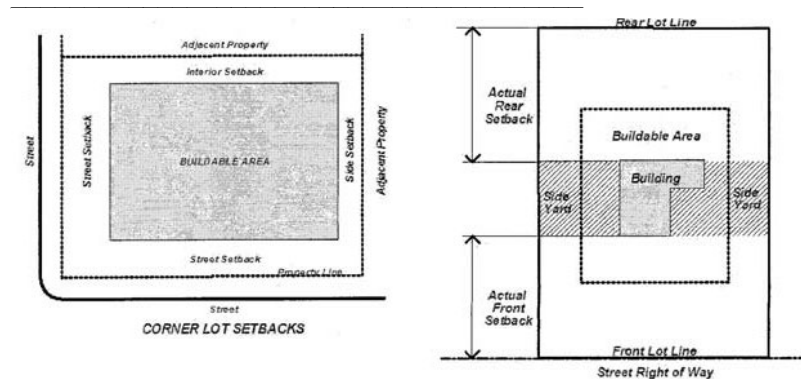 Adjacent Property
Interior Setback
Street
Street Setback
BUILDABLE AREA
Side Setback
Adjacent Property
Street Setback
Property Line
Street
CORNER LOT SETBACKS
Rear Lot Line
Actual
Rear
Setback
Buildable Area
Building
Side
Yard
Side
Yard
Actual
Front
Setback
Front Lot Line
Street Right of Way